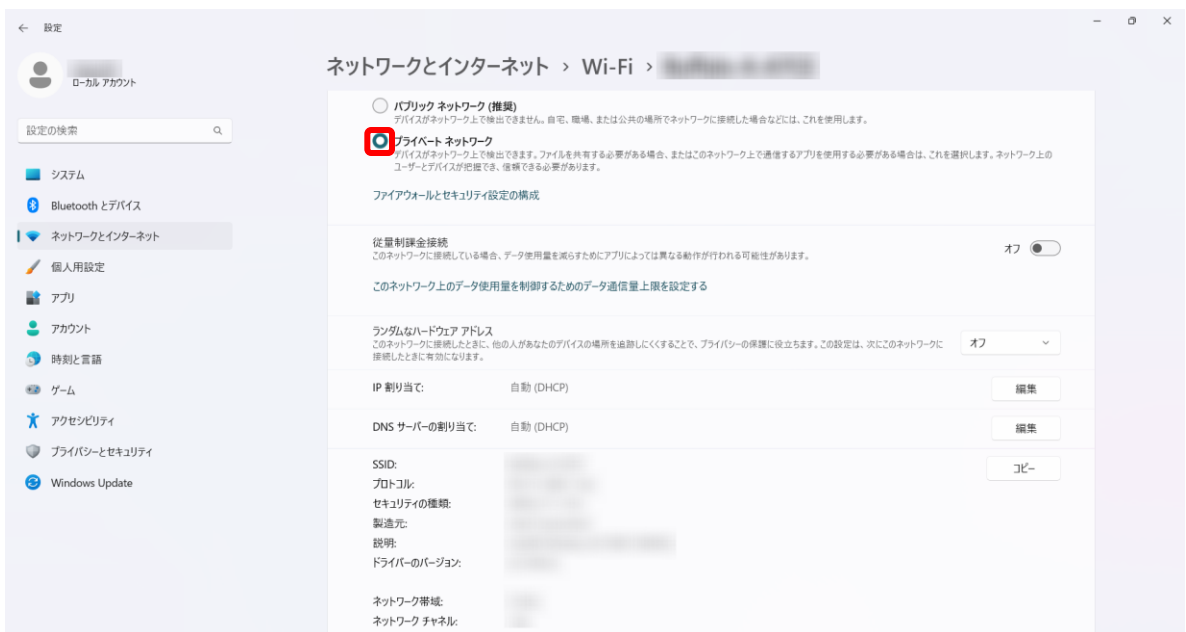 設定
ローカル アカウント
設定の検索
システム
Bluetooth とデバイス
ネットワークとインターネット
個人用設定
アプリ
アカウント
時刻と言語
ゲーム
アクセシビリティ
プライバシーとセキュリティ
Windows Update
ネットワークとインターネット › Wi-Fi ›
パブリック ネットワーク (推奨)
デバイスがネットワーク上で検出できません。自宅、職場、または公共の場所でネットワークに接続した場合などには、これを使用します。
プライベート ネットワーク
デバイスがネットワーク上で検出できます。ファイルを共有する必要がある場合、またはこのネットワーク上で通信するアプリを使用する必要がある場合は、これを選択します。ネットワーク上の
ユーザーとデバイスが把握でき、信頼できる必要があります。
ファイアウォールとセキュリティ設定の構成
従量制課金接続
このネットワークに接続している場合、データ使用量を減らすためにアプリによっては異なる動作が行われる可能性があります。
オフ
このネットワーク上のデータ使用量を制御するためのデータ通信量上限を設定する
ランダムなハードウェア アドレス
このネットワークに接続したときに、他の人があなたのデバイスの場所を追跡しにくくすることで、プライバシーの保護に役立ちます。この設定は、次にこのネットワークに
接続したときに有効になります。
オフ
IP 割り当て: 自動 (DHCP) 編集
DNS サーバーの割り当て: 自動 (DHCP) 編集
SSID: コピー
プロトコル:
セキュリティの種類:
製造元:
説明:
ドライバーのバージョン:
ネットワーク帯域:
ネットワーク チャネル: